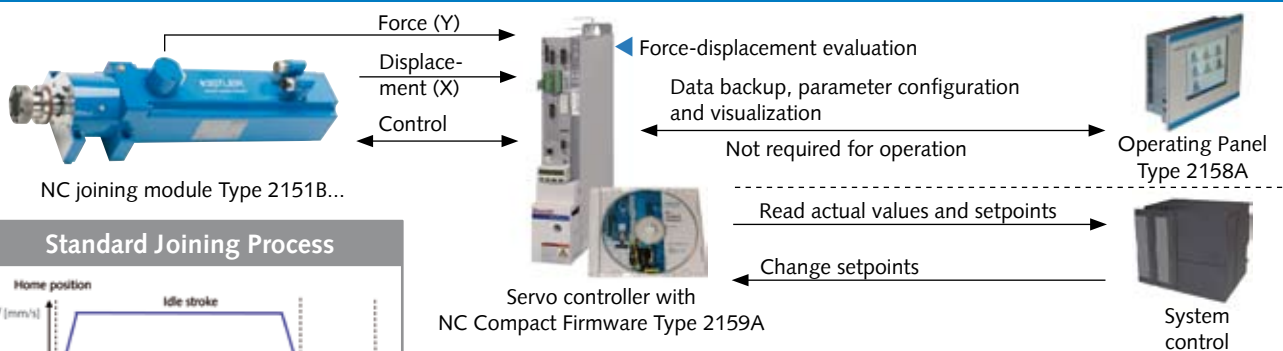 Force (Y)
Displace-
ment (X)
Control
NC joining module Type 2151B...
Force-displacement evaluation
Data backup, parameter configuration
and visualization
Not required for operation
Operating Panel
Type 2158A
Read actual values and setpoints
Change setpoints
Servo controller with
NC Compact Firmware Type 2159A
System
control
Standard Joining Process
Home position
Idle stroke
[mm/s]